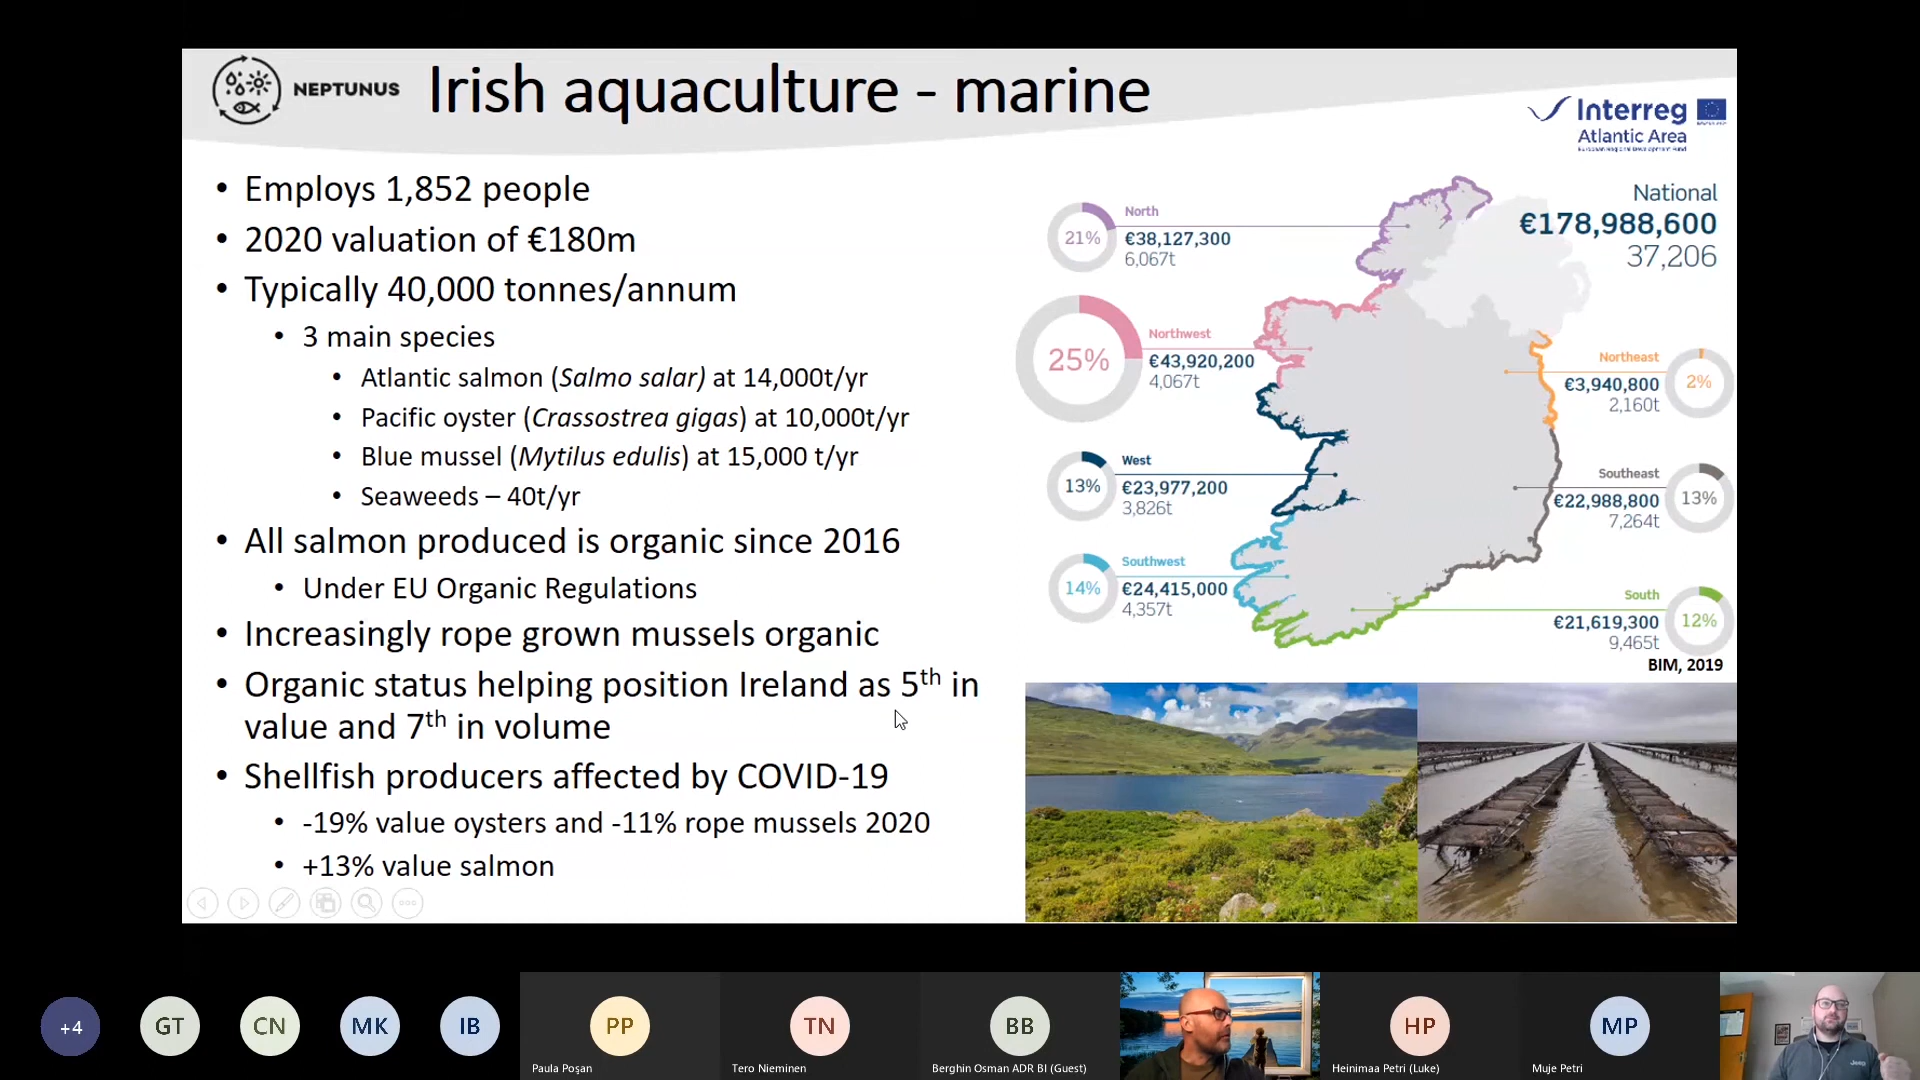 NEPTUNUS
Irish aquaculture - marine
Interreg
Atlantic Area
European Regional Development Fund
• Employs 1,852 people
• 2020 valuation of €180m
• Typically 40,000 tonnes/annum
• 3 main species
• Atlantic salmon (Salmo salar) at 14,000t/yr
• Pacific oyster (Crassostrea gigas) at 10,000t/yr
• Blue mussel (Mytilus edulis) at 15,000 t/yr
• Seaweeds – 40t/yr
• All salmon produced is organic since 2016
• Under EU Organic Regulations
• Increasingly rope grown mussels organic
• Organic status helping position Ireland as 5th in
value and 7th in volume
• Shellfish producers affected by COVID-19
• -19% value oysters and -11% rope mussels 2020
• +13% value salmon
National
€178,988,600
37,206
21%
North
€38,127,300
6,067t
25%
Northwest
€43,920,200
4,067t
13%
West
€23,977,200
3,826t
14%
Southwest
€24,415,000
4,357t
Northeast
€3,940,800
2,160t
2%
Southeast
€22,988,800
7,264t
13%
South
€21,619,300
9,465t
12%
BIM, 2019
+4
GT
CN
MK
IB
PP
Paula Poşan
TN
Tero Nieminen
BB
Berghin Osman ADR BI (Guest)
HP
Heinimaa Petri (Luke)
MP
Muje Petri
Jeep